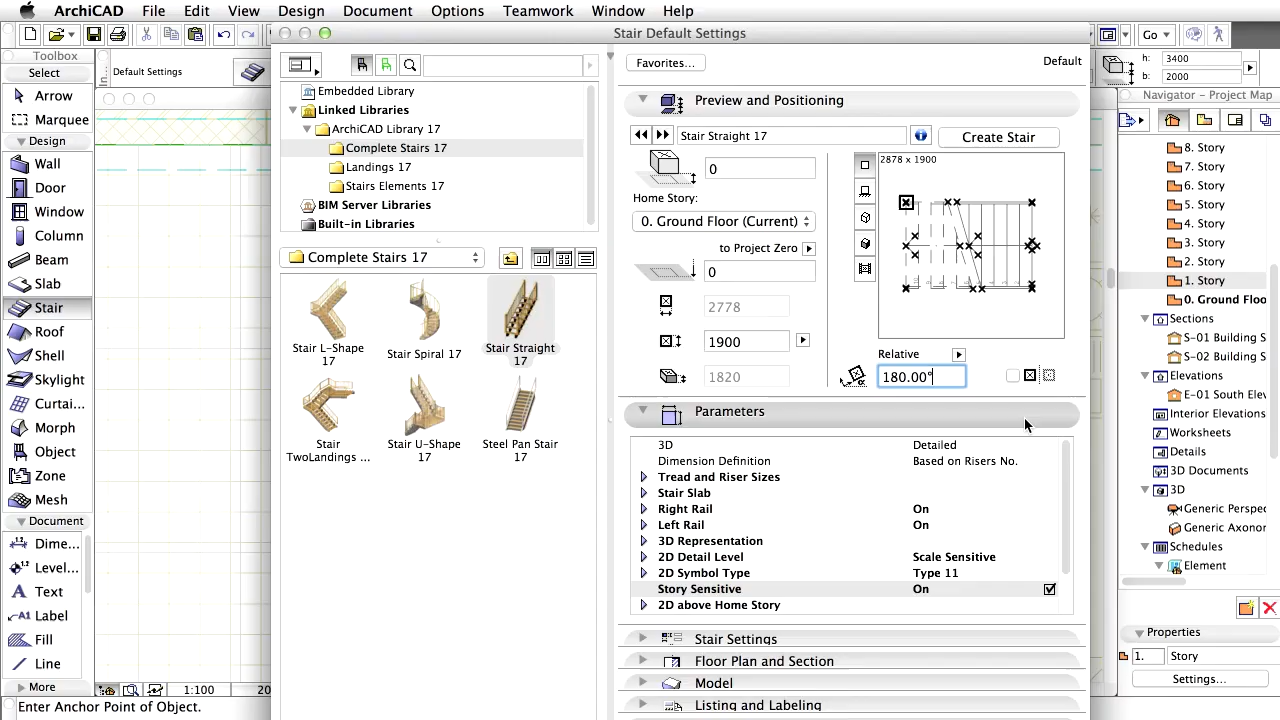 ArchiCAD File Edit View Design Document Options Teamwork Window Help
Stair Default Settings
Toolbox
Select
Arrow
Marquee
Design
Wall
Door
Window
Column
Beam
Slab
Stair
Roof
Shell
Skylight
Curtai...
Morph
Object
Zone
Mesh
Document
Dime...
Level...
Text
Label
Fill
Line
More
Default Settings
1:100
20
Enter Anchor Point of Object.
Embedded Library
Linked Libraries
ArchiCAD Library 17
Complete Stairs 17
Landings 17
Stairs Elements 17
BIM Server Libraries
Built-in Libraries
Complete Stairs 17
Stair L-Shape
17
Stair Spiral 17
Stair Straight
17
Stair
TwoLandings ...
Stair U-Shape
17
Steel Pan Stair
17
Favorites...
Default
Preview and Positioning
Stair Straight 17
Create Stair
0
Home Story:
0. Ground Floor (Current)
to Project Zero
0
2778
1900
1820
2878 x 1900
Relative
180.00°
Parameters
3D Detailed
Dimension Definition Based on Risers No.
Tread and Riser Sizes
Stair Slab
Right Rail On
Left Rail On
3D Representation
2D Detail Level Scale Sensitive
2D Symbol Type Type 11
Story Sensitive On
2D above Home Story
Stair Settings
Floor Plan and Section
Model
Listing and Labeling
Go
h: 3400
b: 2000
Navigator - Project Map
8. Story
7. Story
6. Story
5. Story
4. Story
3. Story
2. Story
1. Story
0. Ground Floo
Sections
S-01 Building S
S-02 Building S
Elevations
E-01 South Elev
Interior Elevations
Worksheets
Details
3D Documents
3D
Generic Perspe
Generic Axonor
Schedules
Element
Properties
1. Story
Settings...